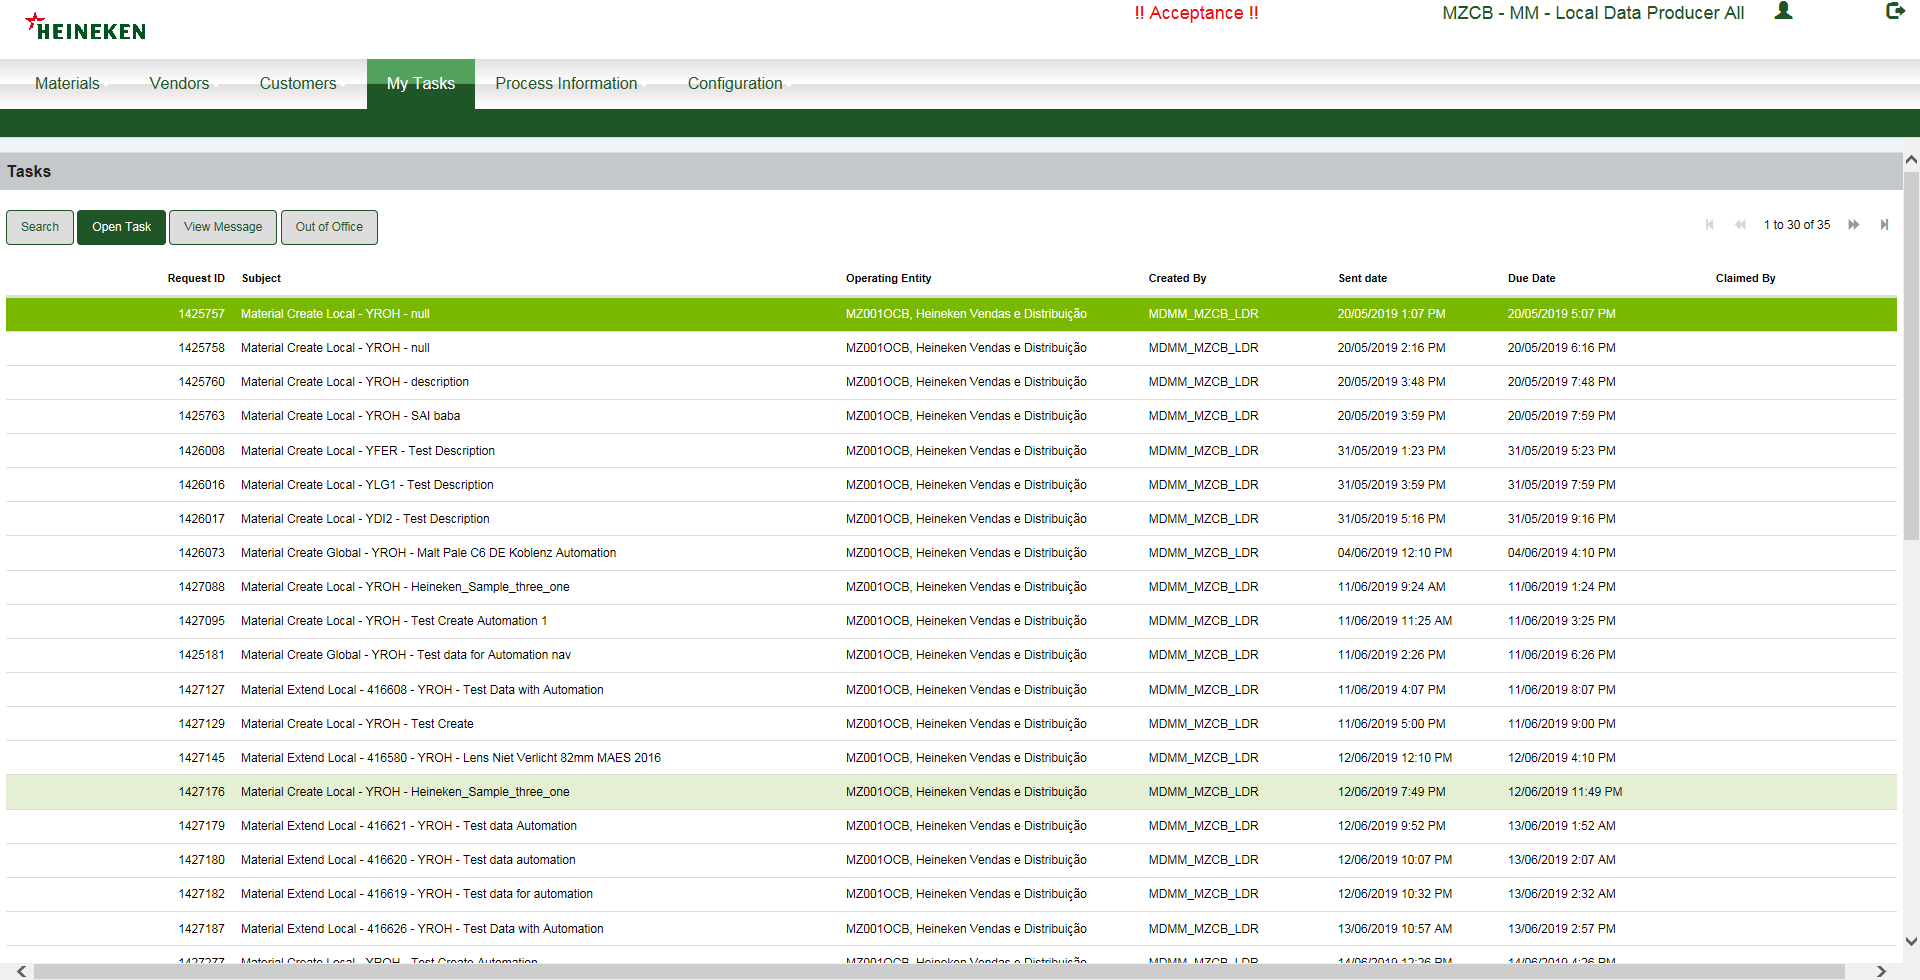 HEINEKEN
!! Acceptance !!
MZCB - MM - Local Data Producer All
Materials Vendors Customers My Tasks Process Information Configuration
Tasks
Search Open Task View Message Out of Office 1 to 30 of 35
Request ID Subject Operating Entity Created By Sent date Due Date Claimed By
1425757 Material Create Local - YROH - null MZ001OCB, Heineken Vendas e Distribuição MDMM_MZCB_LDR 20/05/2019 1:07 PM 20/05/2019 5:07 PM
1425758 Material Create Local - YROH - null MZ001OCB, Heineken Vendas e Distribuição MDMM_MZCB_LDR 20/05/2019 2:16 PM 20/05/2019 6:16 PM
1425760 Material Create Local - YROH - description MZ001OCB, Heineken Vendas e Distribuição MDMM_MZCB_LDR 20/05/2019 3:48 PM 20/05/2019 7:48 PM
1425763 Material Create Local - YROH - SAI baba MZ001OCB, Heineken Vendas e Distribuição MDMM_MZCB_LDR 20/05/2019 3:59 PM 20/05/2019 7:59 PM
1426008 Material Create Local - YFER - Test Description MZ001OCB, Heineken Vendas e Distribuição MDMM_MZCB_LDR 31/05/2019 1:23 PM 31/05/2019 5:23 PM
1426016 Material Create Local - YLG1 - Test Description MZ001OCB, Heineken Vendas e Distribuição MDMM_MZCB_LDR 31/05/2019 3:59 PM 31/05/2019 7:59 PM
1426017 Material Create Local - YDI2 - Test Description MZ001OCB, Heineken Vendas e Distribuição MDMM_MZCB_LDR 31/05/2019 5:16 PM 31/05/2019 9:16 PM
1426073 Material Create Global - YROH - Malt Pale C6 DE Koblenz Automation MZ001OCB, Heineken Vendas e Distribuição MDMM_MZCB_LDR 04/06/2019 12:10 PM 04/06/2019 4:10 PM
1427088 Material Create Local - YROH - Heineken_Sample_three_one MZ001OCB, Heineken Vendas e Distribuição MDMM_MZCB_LDR 11/06/2019 9:24 AM 11/06/2019 1:24 PM
1427095 Material Create Local - YROH - Test Create Automation 1 MZ001OCB, Heineken Vendas e Distribuição MDMM_MZCB_LDR 11/06/2019 11:25 AM 11/06/2019 3:25 PM
1425181 Material Create Global - YROH - Test data for Automation nav MZ001OCB, Heineken Vendas e Distribuição MDMM_MZCB_LDR 11/06/2019 2:26 PM 11/06/2019 6:26 PM
1427127 Material Extend Local - 416608 - YROH - Test Data with Automation MZ001OCB, Heineken Vendas e Distribuição MDMM_MZCB_LDR 11/06/2019 4:07 PM 11/06/2019 8:07 PM
1427129 Material Create Local - YROH - Test Create MZ001OCB, Heineken Vendas e Distribuição MDMM_MZCB_LDR 11/06/2019 5:00 PM 11/06/2019 9:00 PM
1427145 Material Extend Local - 416580 - YROH - Lens Niet Verlicht 82mm MAES 2016 MZ001OCB, Heineken Vendas e Distribuição MDMM_MZCB_LDR 12/06/2019 12:10 PM 12/06/2019 4:10 PM
1427176 Material Create Local - YROH - Heineken_Sample_three_one MZ001OCB, Heineken Vendas e Distribuição MDMM_MZCB_LDR 12/06/2019 7:49 PM 12/06/2019 11:49 PM
1427179 Material Extend Local - 416621 - YROH - Test data Automation MZ001OCB, Heineken Vendas e Distribuição MDMM_MZCB_LDR 12/06/2019 9:52 PM 13/06/2019 1:52 AM
1427180 Material Extend Local - 416620 - YROH - Test data automation MZ001OCB, Heineken Vendas e Distribuição MDMM_MZCB_LDR 12/06/2019 10:07 PM 13/06/2019 2:07 AM
1427182 Material Extend Local - 416619 - YROH - Test data for automation MZ001OCB, Heineken Vendas e Distribuição MDMM_MZCB_LDR 12/06/2019 10:32 PM 13/06/2019 2:32 AM
1427187 Material Extend Local - 416626 - YROH - Test Data with Automation MZ001OCB, Heineken Vendas e Distribuição MDMM_MZCB_LDR 13/06/2019 10:57 AM 13/06/2019 2:57 PM
1427277 Material Create Local - YROH - Test Create Automation MZ001OCB, Heineken Vendas e Distribuição MDMM_MZCB_LDR 14/06/2019 12:26 PM 14/06/2019 4:26 PM